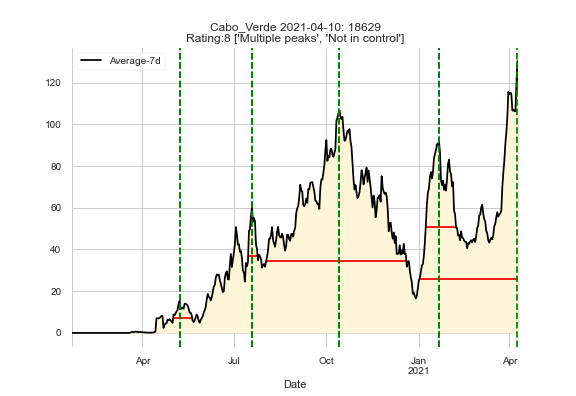 Cabo_Verde 2021-04-10: 18629
Rating:8 ['Multiple peaks', 'Not in control']
Average-7d
120
100
80
60
40
20
0
Apr Jul Oct Jan Apr
2021
Date